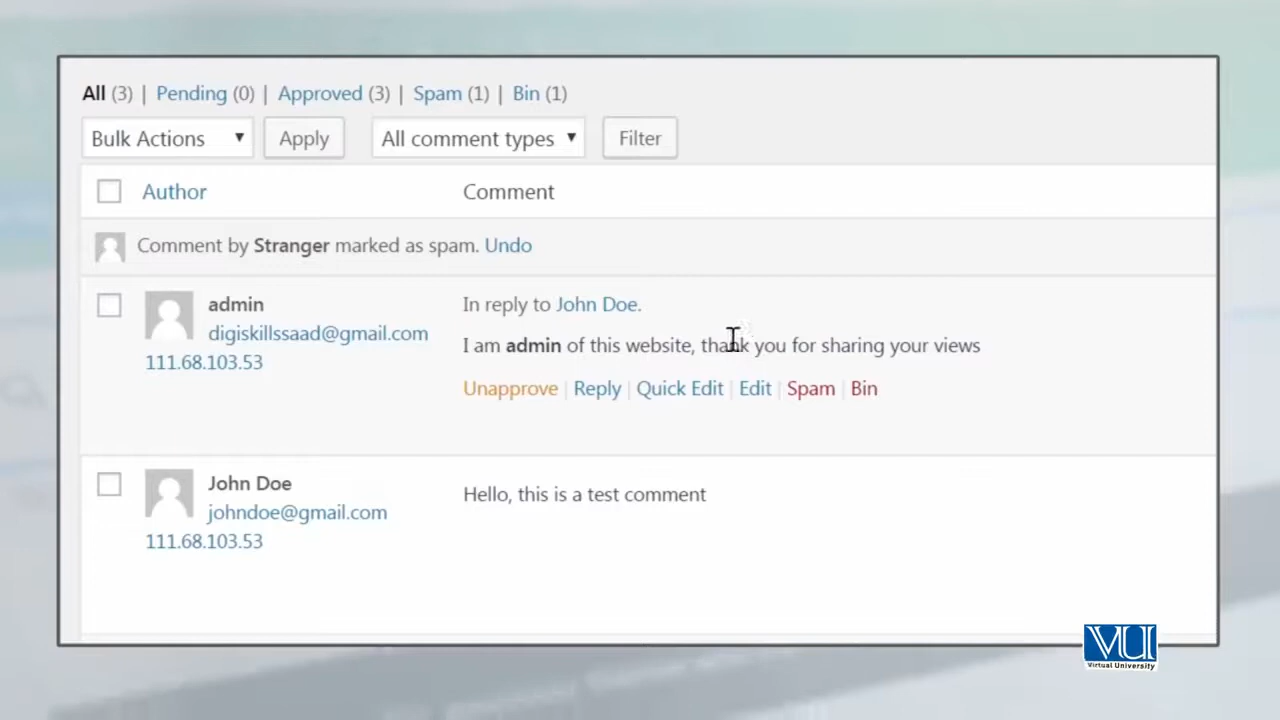 All (3) | Pending (0) | Approved (3) | Spam (1) | Bin (1)
Bulk Actions ▼ Apply All comment types ▼ Filter
Author Comment
Comment by Stranger marked as spam. Undo
admin In reply to John Doe.
digiskillssaad@gmail.com
I am admin of this website, thank you for sharing your views
111.68.103.53
Unapprove | Reply | Quick Edit | Edit | Spam | Bin
John Doe
Hello, this is a test comment
johndoe@gmail.com
111.68.103.53
VU
Virtual University